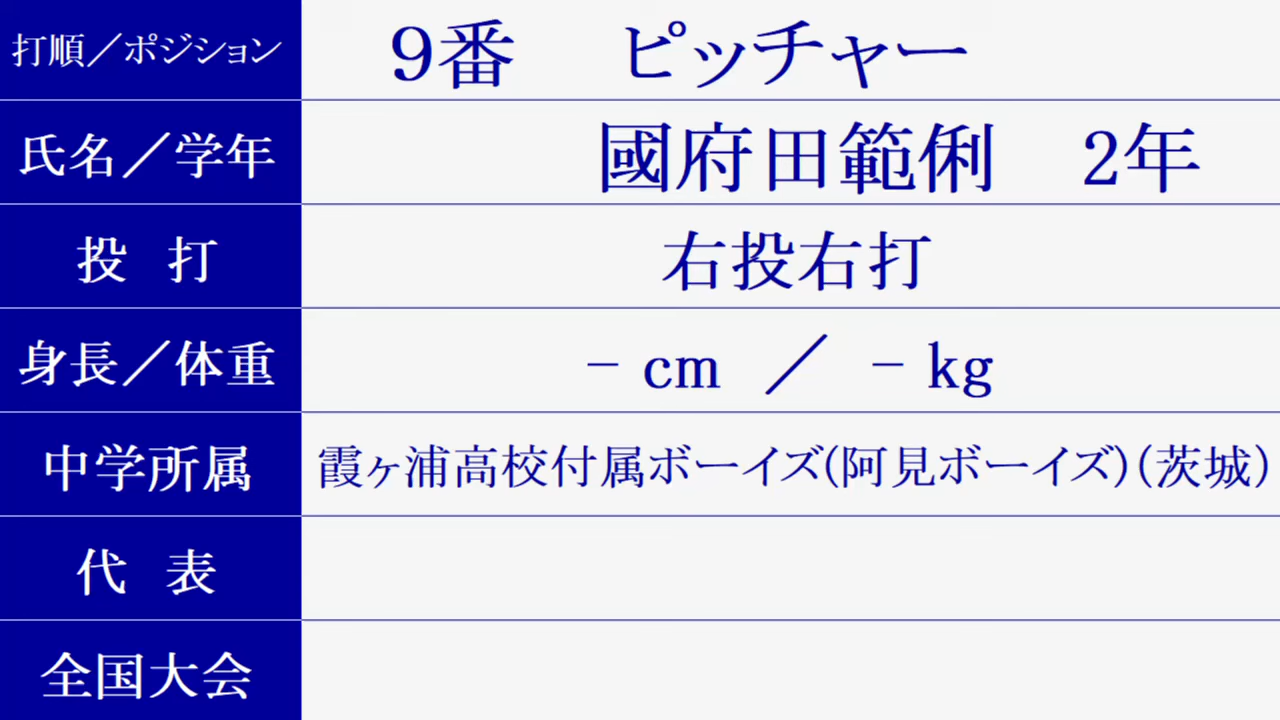 打順／ポジション 9番 ピッチャー
氏名／学年 國府田範俐 2年
投 打 右投右打
身長／体重 － cm ／ － kg
中学所属 霞ヶ浦高校付属ボーイズ(阿見ボーイズ)(茨城)
代 表
全国大会